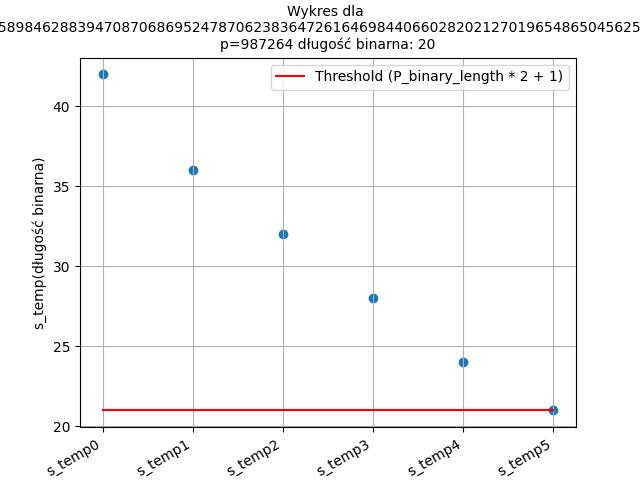 Wykres dla
5898462883947087068695247870623836472616469844066028202127019654865045625
p=987264 długość binarna: 20
Threshold (P_binary_length * 2 + 1)
s_temp(długość binarna)
40
35
30
25
20
s_temp0 s_temp1 s_temp2 s_temp3 s_temp4 s_temp5